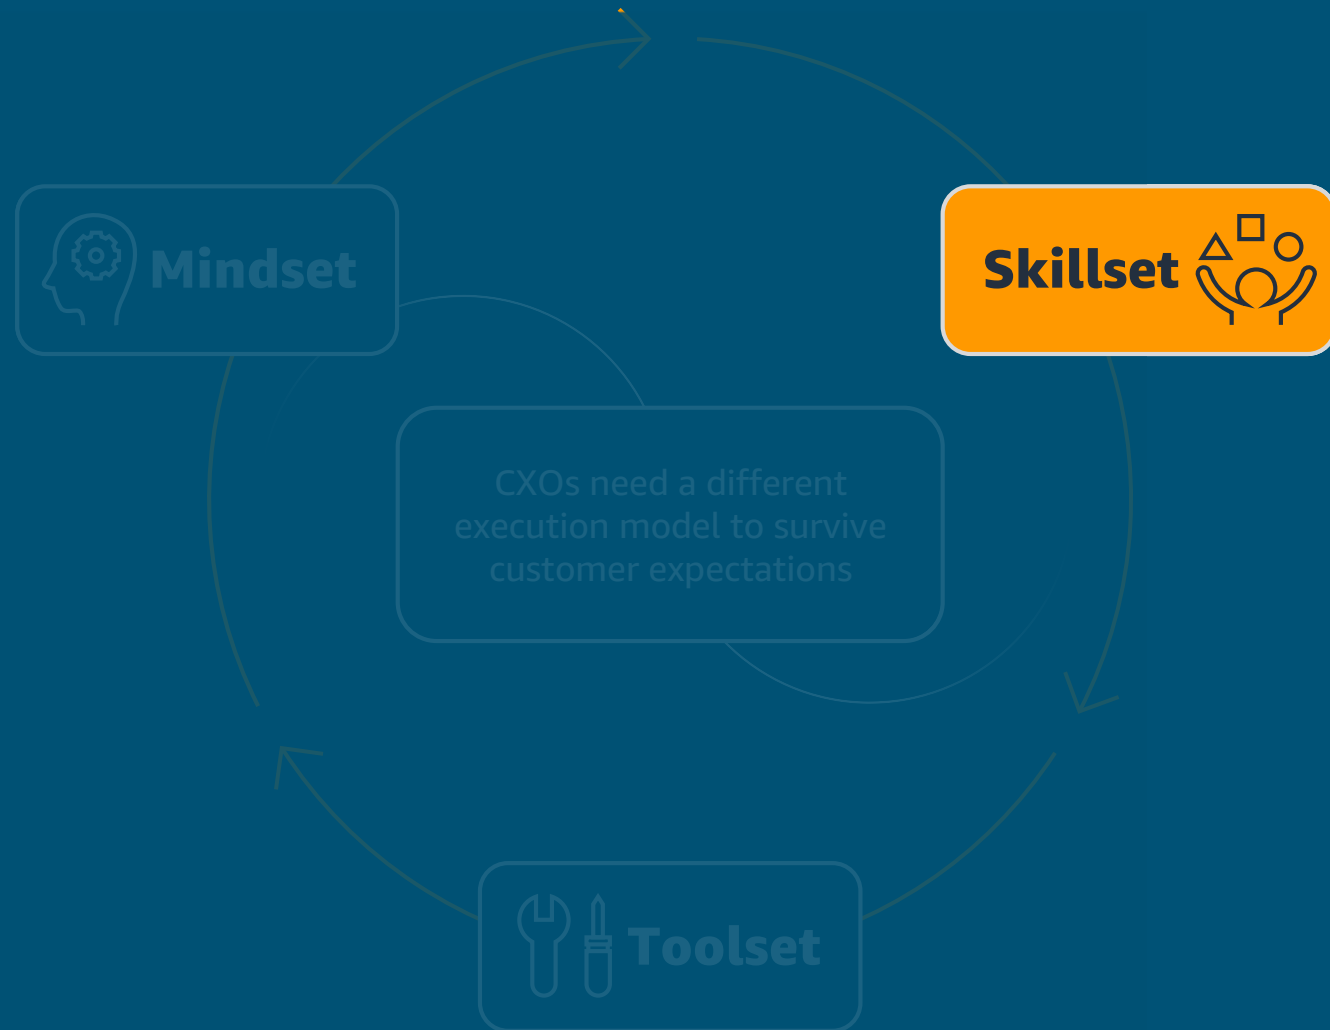 Mindset
Skillset
CXOs need a different
execution model to survive
customer expectations
Toolset